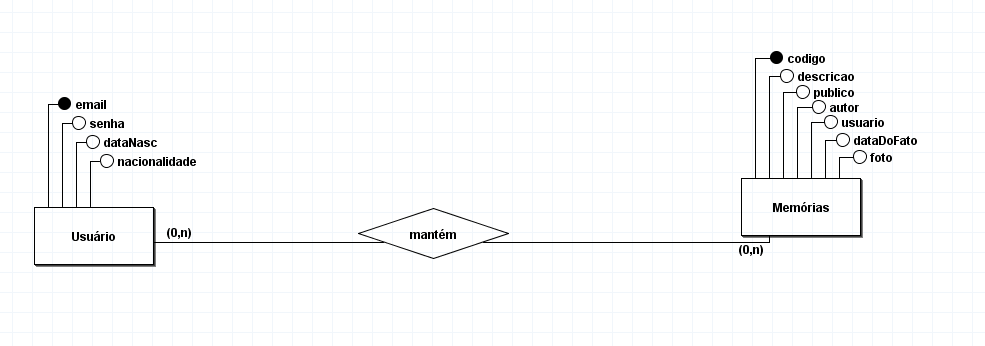 email
senha
dataNasc
nacionalidade
Usuário
(0,n)
mantém
codigo
descricao
publico
autor
usuario
dataDoFato
foto
Memórias
(0,n)